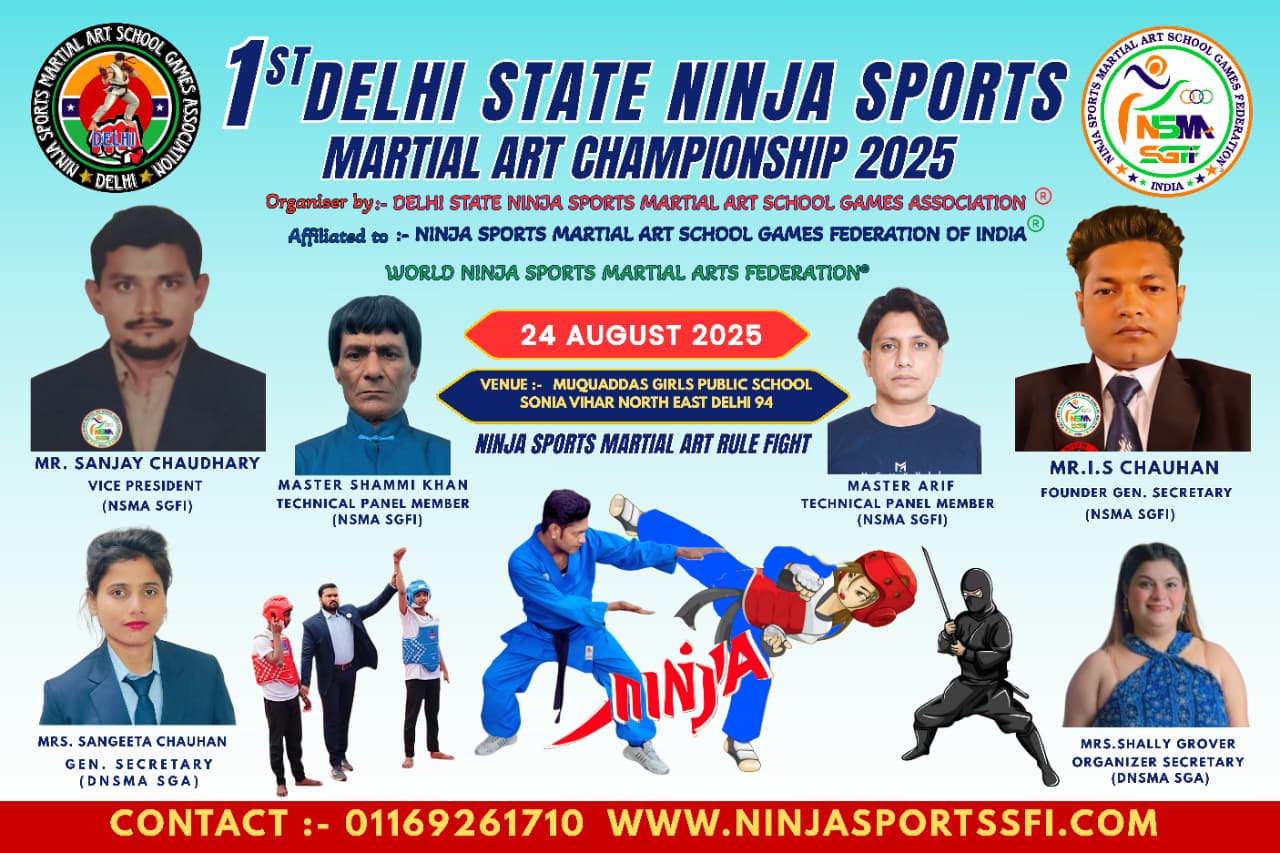 NINJA SPORTS MARTIAL ART SCHOOL GAMES ASSOCIATION
DELHI
DELHI
1ST DELHI STATE NINJA SPORTS
MARTIAL ART CHAMPIONSHIP 2025
NINJA SPORTS MARTIAL ART SCHOOL GAMES FEDERATION
NSMA
SGFI
INDIA
Organiser by:- DELHI STATE NINJA SPORTS MARTIAL ART SCHOOL GAMES ASSOCIATION ®
Affiliated to :- NINJA SPORTS MARTIAL ART SCHOOL GAMES FEDERATION OF INDIA®
WORLD NINJA SPORTS MARTIAL ARTS FEDERATION®
24 AUGUST 2025
VENUE :- MUQUADDAS GIRLS PUBLIC SCHOOL
SONIA VIHAR NORTH EAST DELHI 94
NINJA SPORTS MARTIAL ART RULE FIGHT
MR. SANJAY CHAUDHARY
VICE PRESIDENT
(NSMA SGFI)
MASTER SHAMMI KHAN
TECHNICAL PANEL MEMBER
(NSMA SGFI)
MASTER ARIF
TECHNICAL PANEL MEMBER
(NSMA SGFI)
MR.I.S CHAUHAN
FOUNDER GEN. SECRETARY
(NSMA SGFI)
MRS. SANGEETA CHAUHAN
GEN. SECRETARY
(DNSMA SGA)
NINJA
MRS.SHALLY GROVER
ORGANIZER SECRETARY
(DNSMA SGA)
CONTACT :- 01169261710 WWW.NINJASPORTSSFI.COM